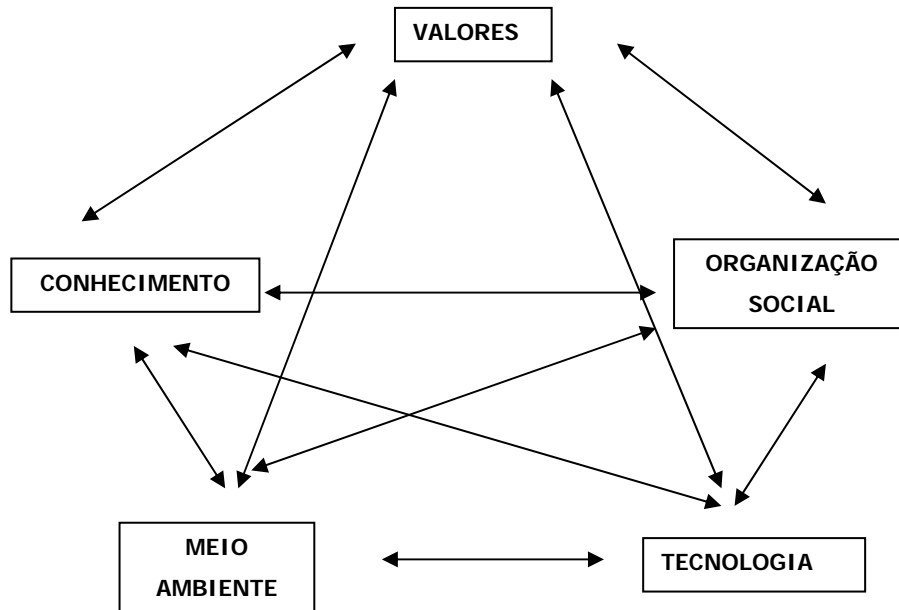 VALORES
CONHECIMENTO
ORGANIZAÇÃO
SOCIAL
MEIO
AMBIENTE
TECNOLOGIA